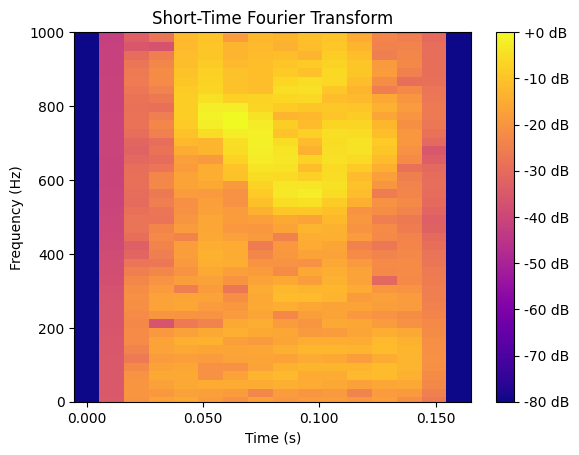 Short-Time Fourier Transform
1000
800
600
400
200
0
Frequency (Hz)
0.000
0.050
0.100
0.150
Time (s)
+0 dB
-10 dB
-20 dB
-30 dB
-40 dB
-50 dB
-60 dB
-70 dB
-80 dB